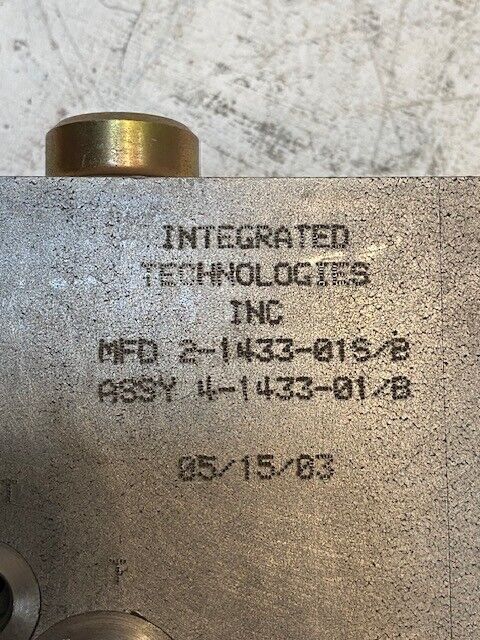 INTEGRATED
TECHNOLOGIES
INC
MFD 2-1433-01S/B
ASSY 4-1433-01/B
05/15/03